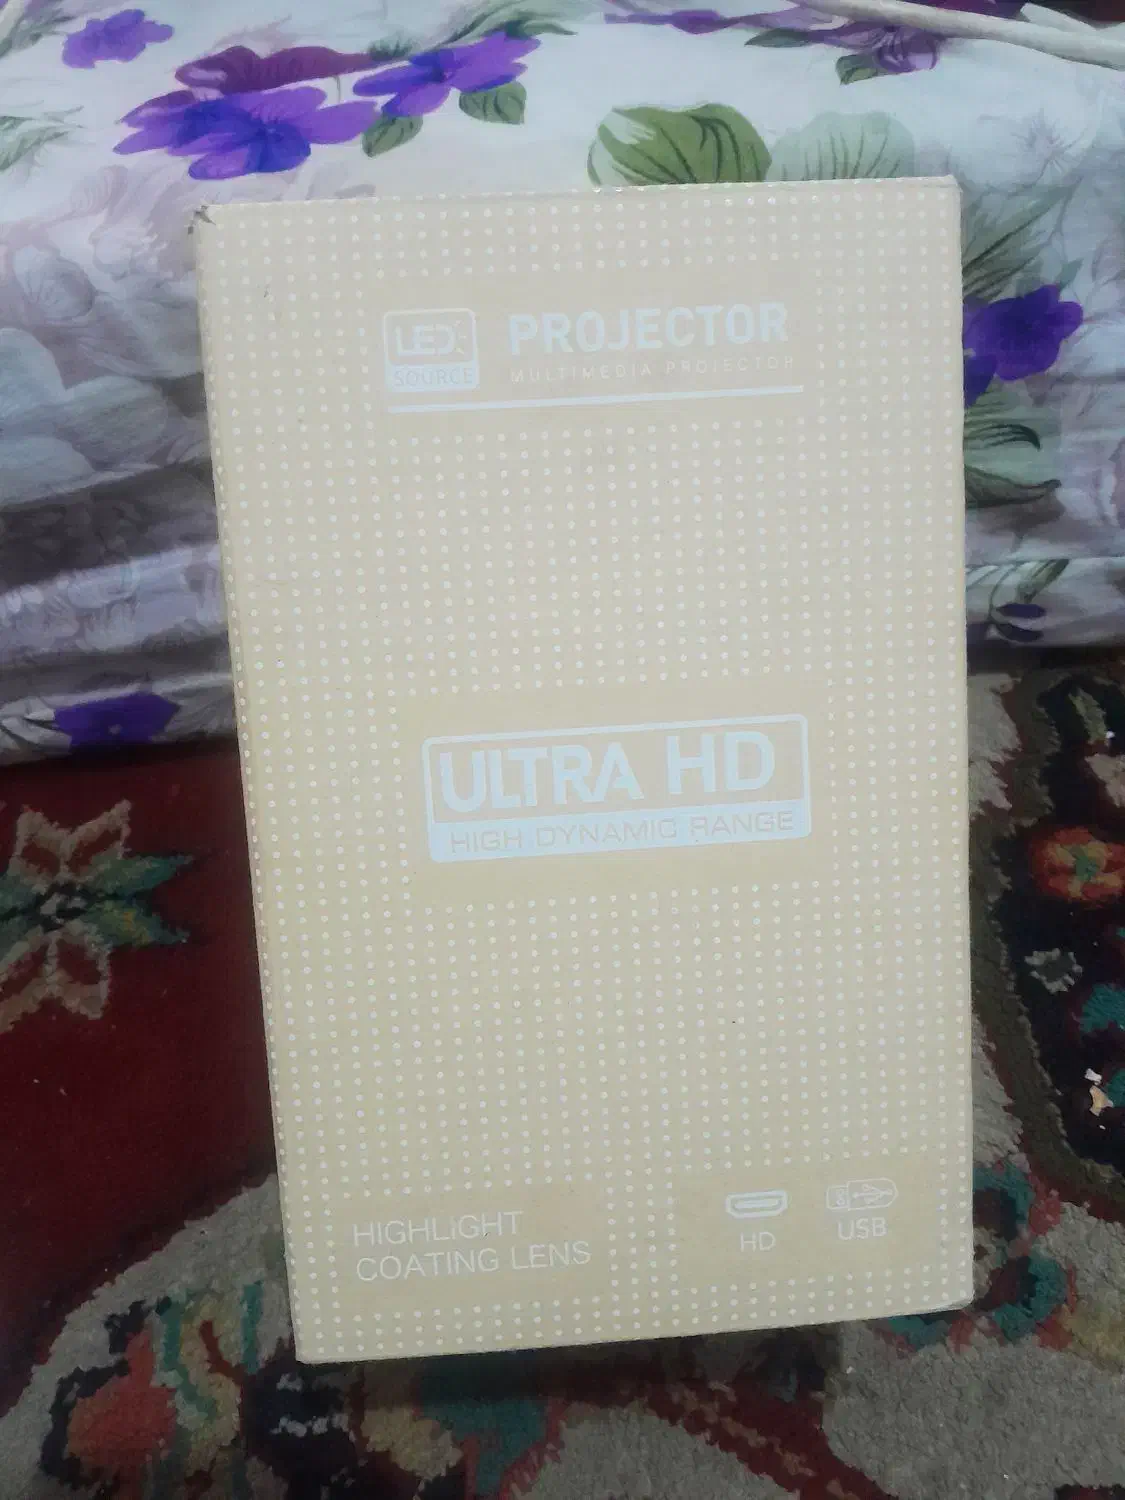 LED
SOURCE
PROJECTOR
MULTIMEDIA PROJECTOR
ULTRA HD
HIGH DYNAMIC RANGE
HIGHLIGHT
COATING LENS
HD
USB